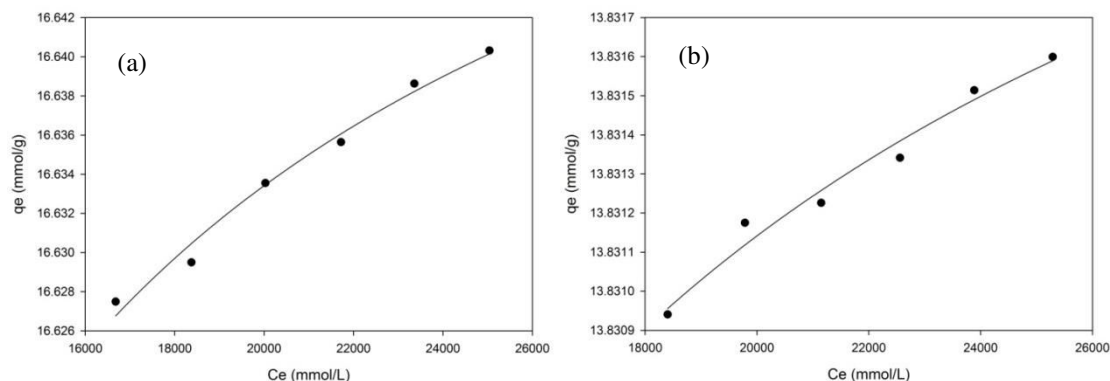 (a)
qe (mmol/g)
16.642
16.640
16.638
16.636
16.634
16.632
16.630
16.628
16.626
16000 18000 20000 22000 24000 26000
Ce (mmol/L)
(b)
qe (mmol/g)
13.8317
13.8316
13.8315
13.8314
13.8313
13.8312
13.8311
13.8310
13.8309
18000 20000 22000 24000 26000
Ce (mmol/L)